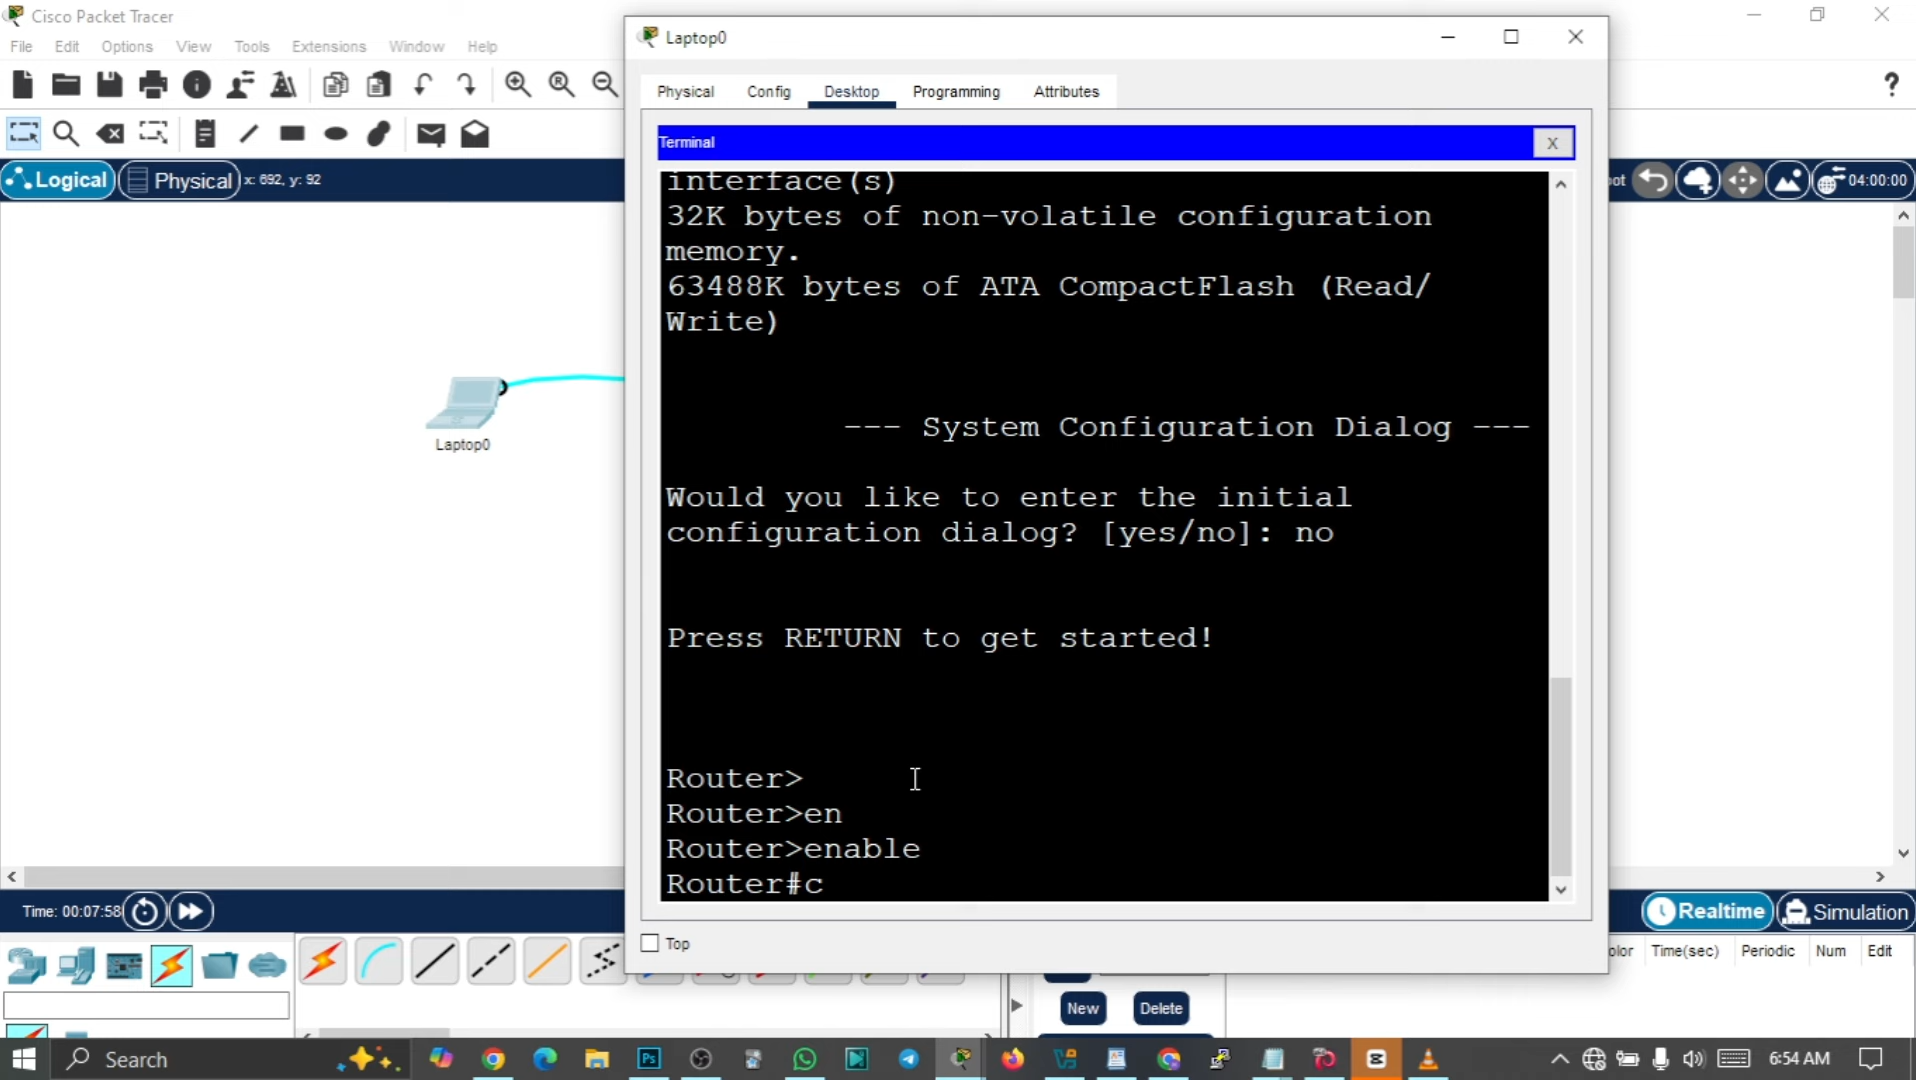 Cisco Packet Tracer
File Edit Options View Tools Extensions Window Help
Logical Physical x: 692, y: 92
04:00:00
Laptop0
Laptop0
Physical Config Desktop Programming Attributes
Terminal X
interface(s)
32K bytes of non-volatile configuration
memory.
63488K bytes of ATA CompactFlash (Read/
Write)
--- System Configuration Dialog ---
Would you like to enter the initial
configuration dialog? [yes/no]: no
Press RETURN to get started!
Router>
Router>en
Router>enable
Router#c
Top
Time: 00:07:58
Realtime Simulation
Time(sec) Periodic Num Edit
New Delete
Search
6:54 AM